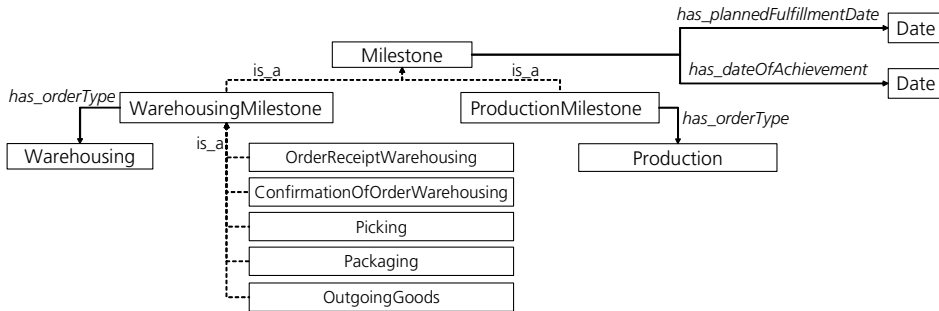 has_plannedFulfillmentDate
Date
Milestone
is_a
is_a
has_dateOfAchievement
Date
has_orderType
WarehousingMilestone
ProductionMilestone
has_orderType
is_a
Warehousing
OrderReceiptWarehousing
Production
ConfirmationOfOrderWarehousing
Picking
Packaging
OutgoingGoods